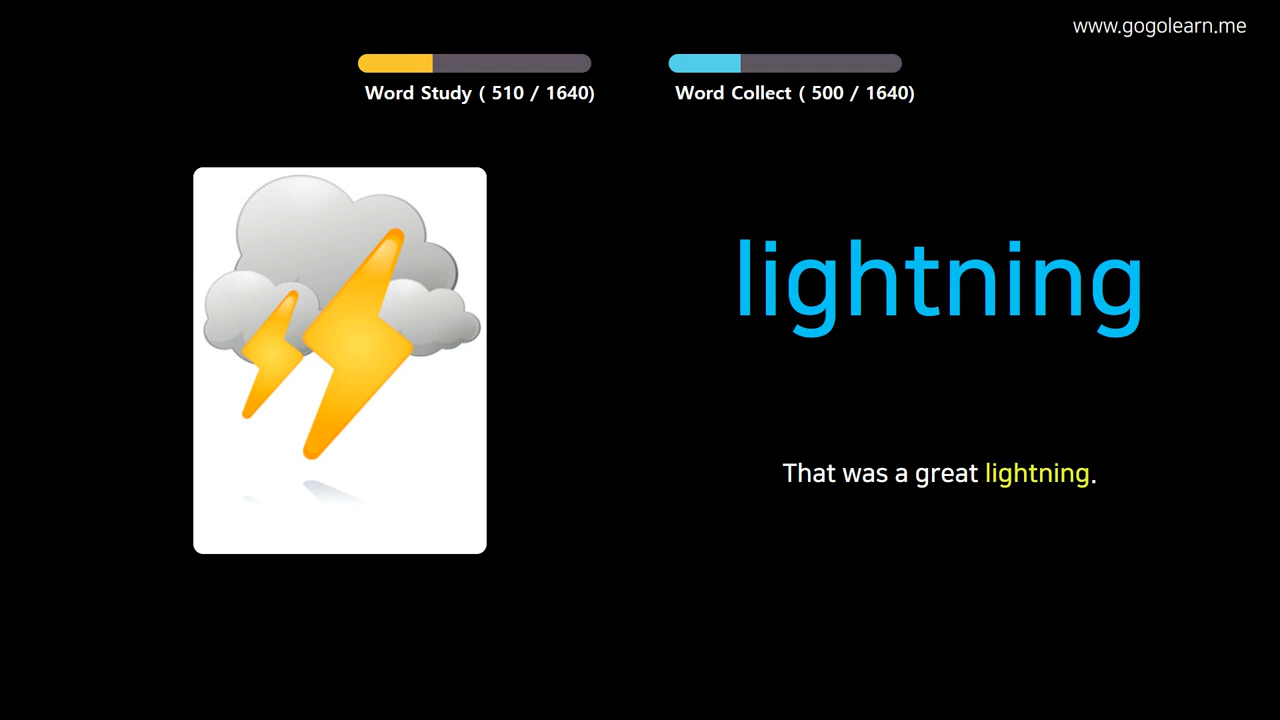 www.gogolearn.me
Word Study ( 510 / 1640)
Word Collect ( 500 / 1640)
lightning
That was a great lightning.